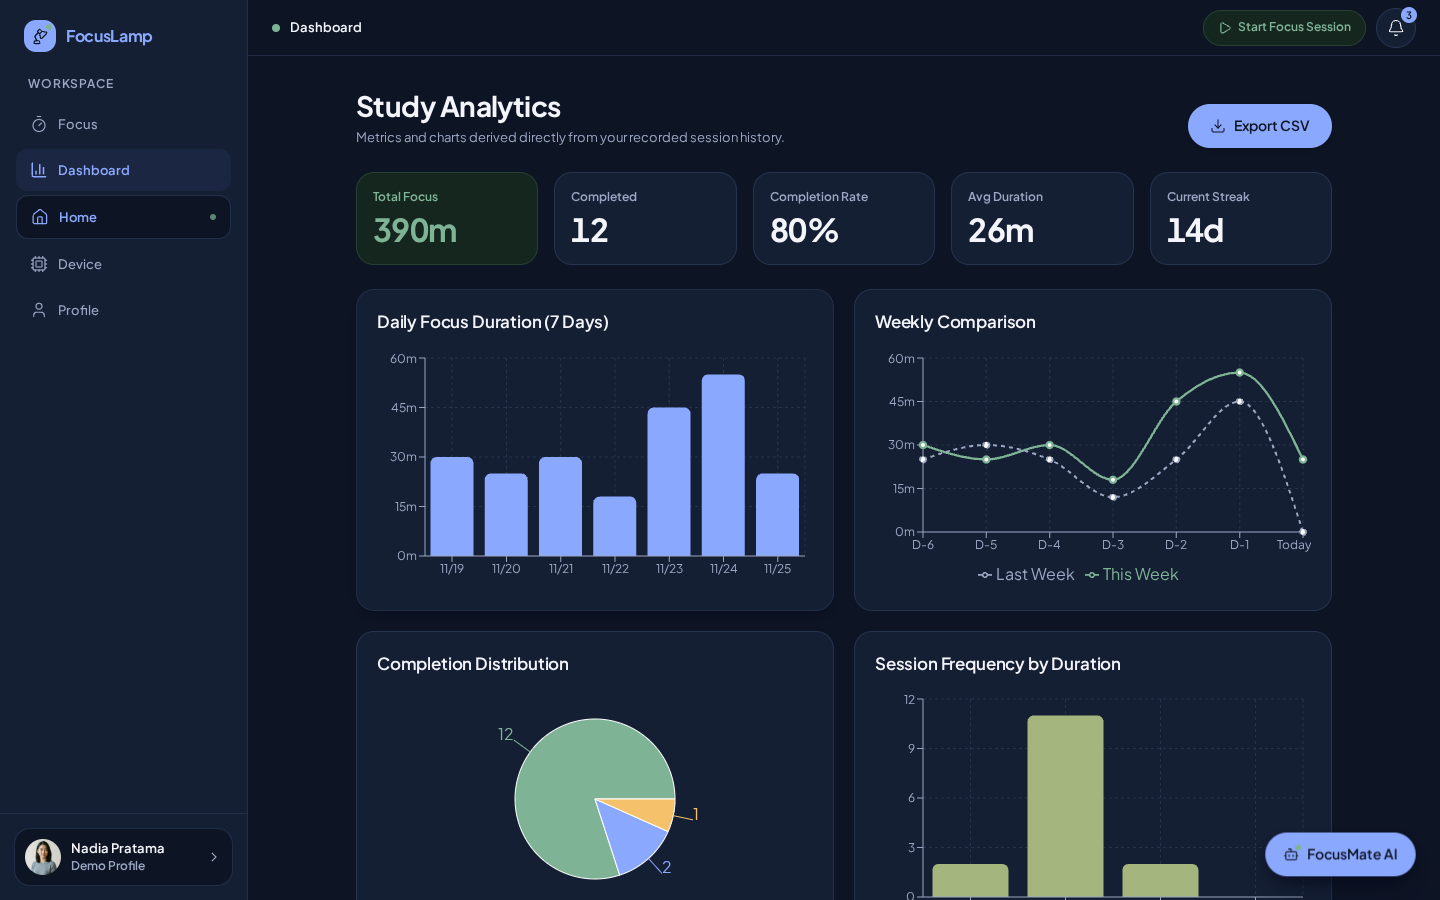 FocusLamp
WORKSPACE
Focus
Dashboard
Home
Device
Profile
Nadia Pratama
Demo Profile
Dashboard
Start Focus Session
3
Study Analytics
Metrics and charts derived directly from your recorded session history.
Export CSV
Total Focus
390m
Completed
12
Completion Rate
80%
Avg Duration
26m
Current Streak
14d
Daily Focus Duration (7 Days)
60m
45m
30m
15m
0m
11/19 11/20 11/21 11/22 11/23 11/24 11/25
Weekly Comparison
60m
45m
30m
15m
0m
D-6 D-5 D-4 D-3 D-2 D-1 Today
Last Week This Week
Completion Distribution
12
1
2
Session Frequency by Duration
12
9
6
3
0
FocusMate AI